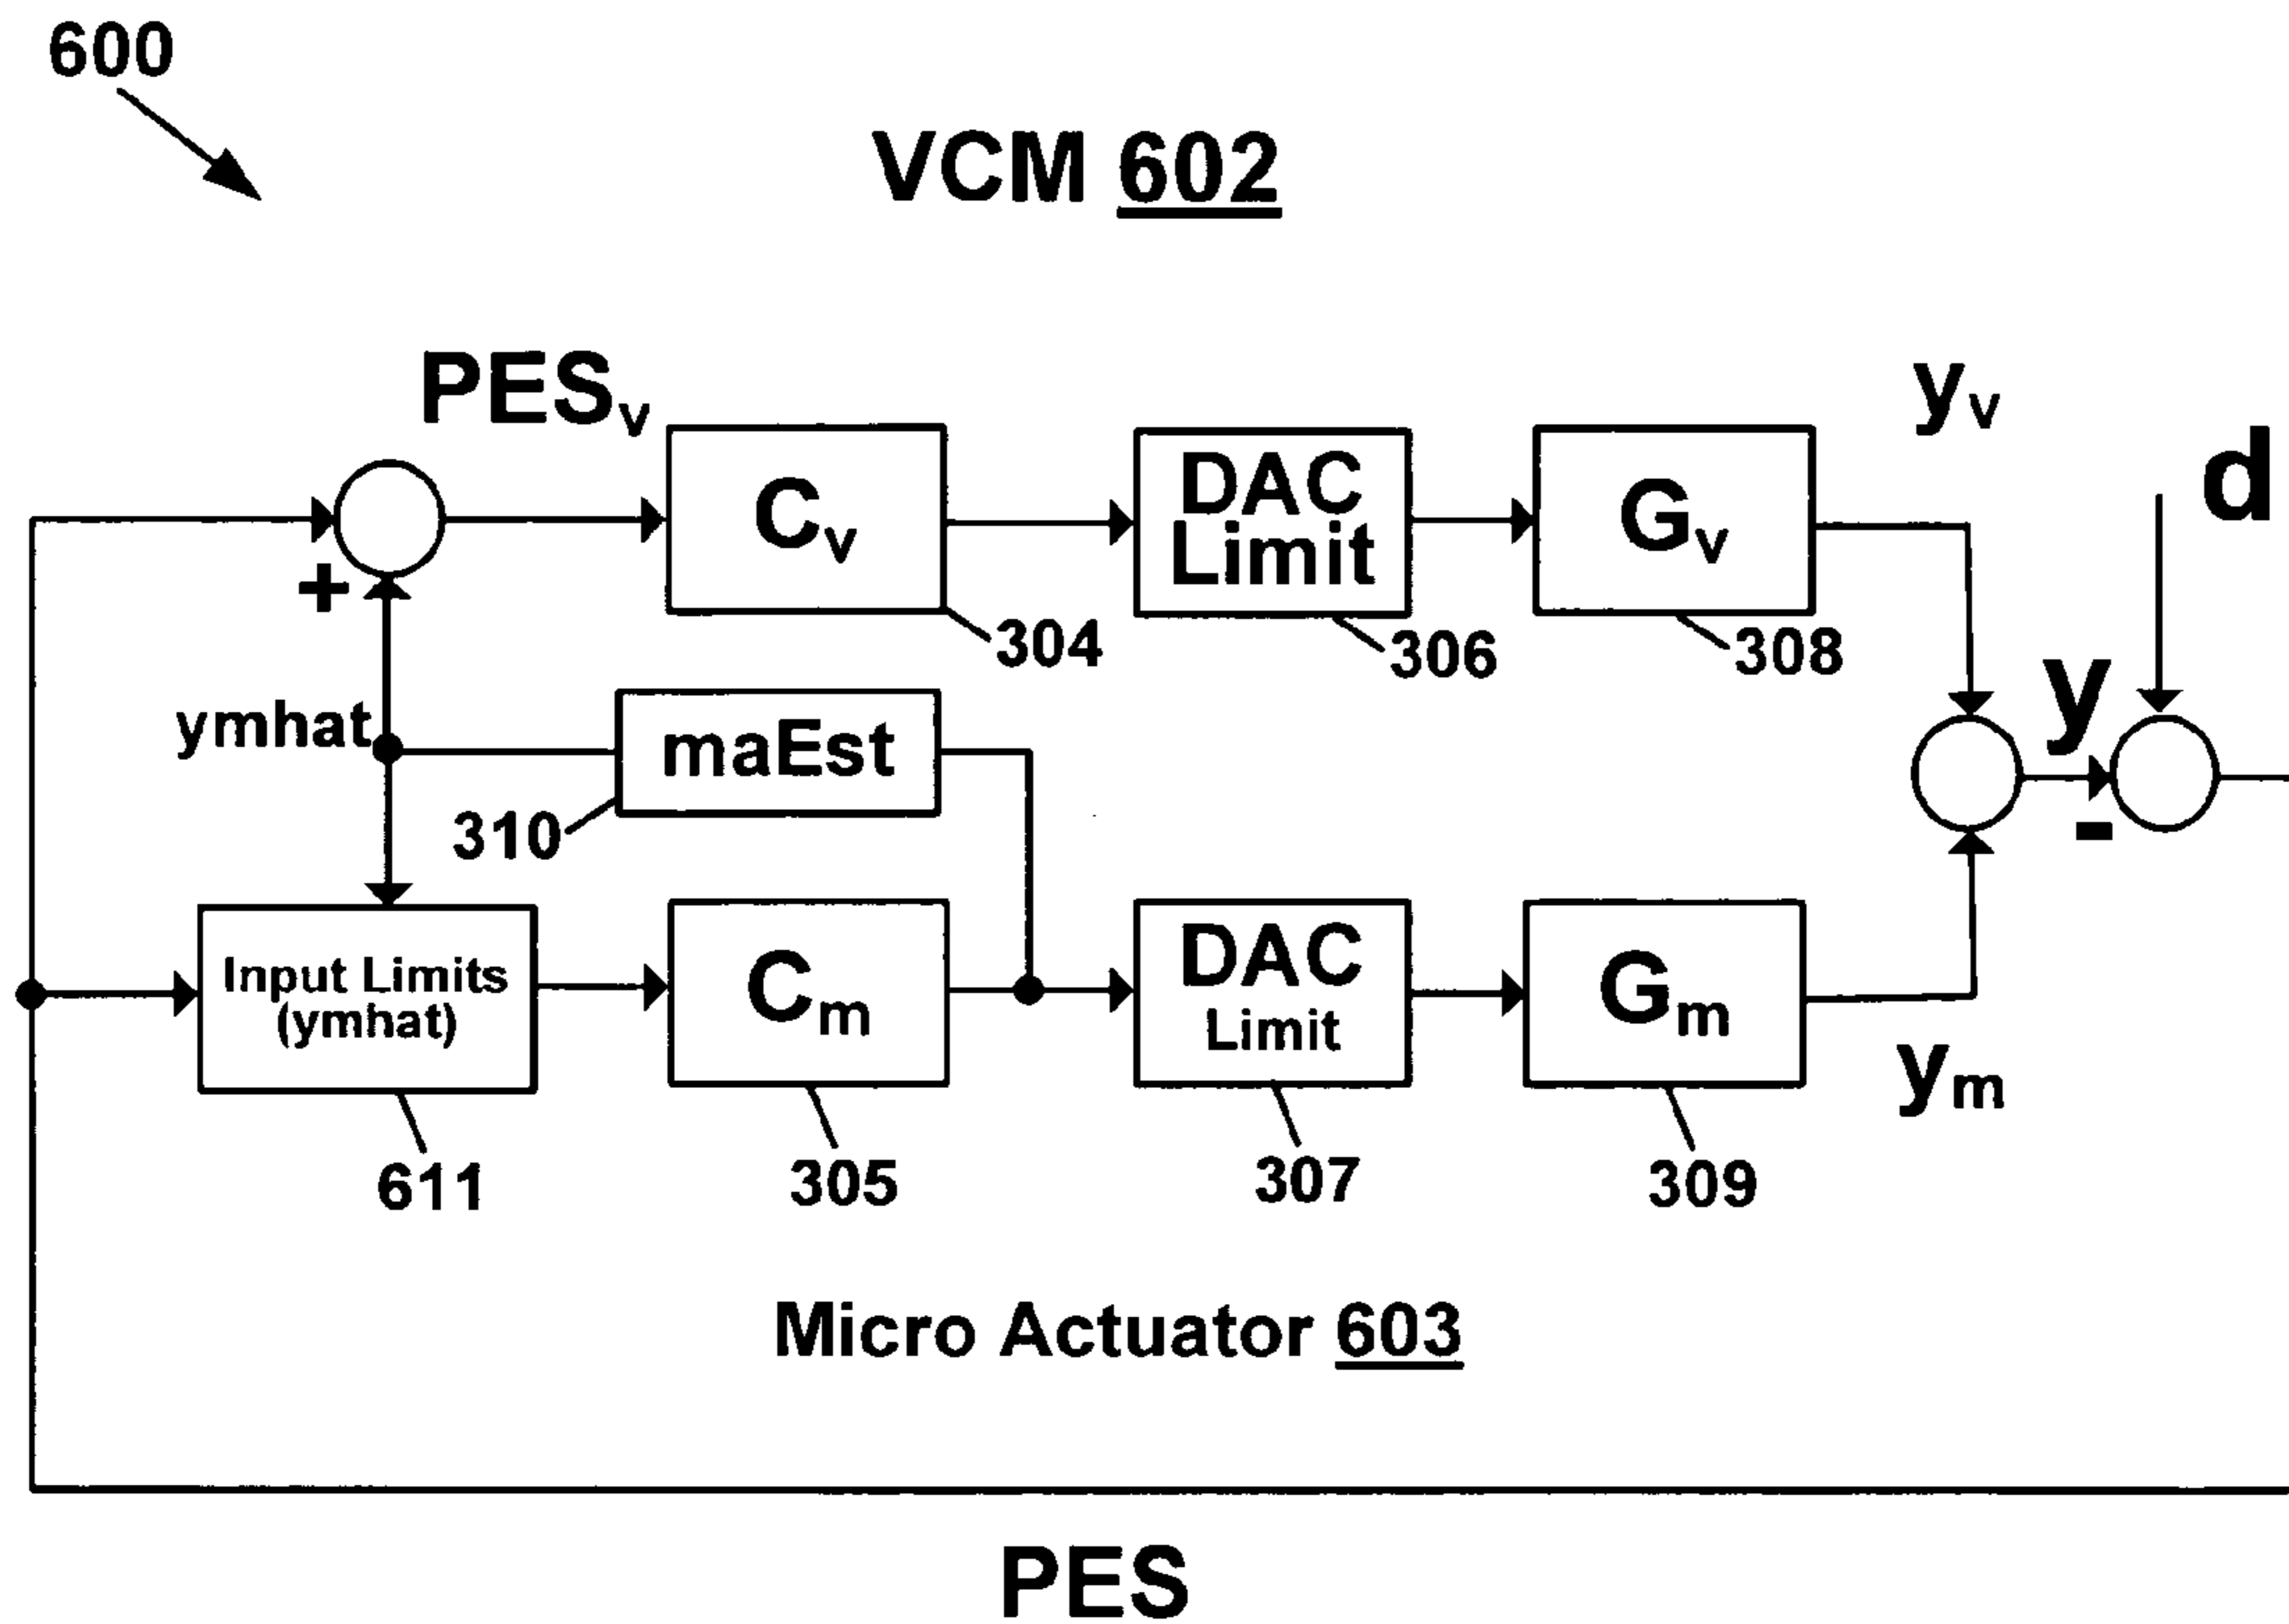 600
VCM 602
PESv
yv
d
Cv
DAC
Limit
Gv
+
304
306
308
y
ymhat
maEst
-
310
Input Limits
(ymhat)
Cm
DAC
Limit
Gm
ym
611
305
307
309
Micro Actuator 603
PES